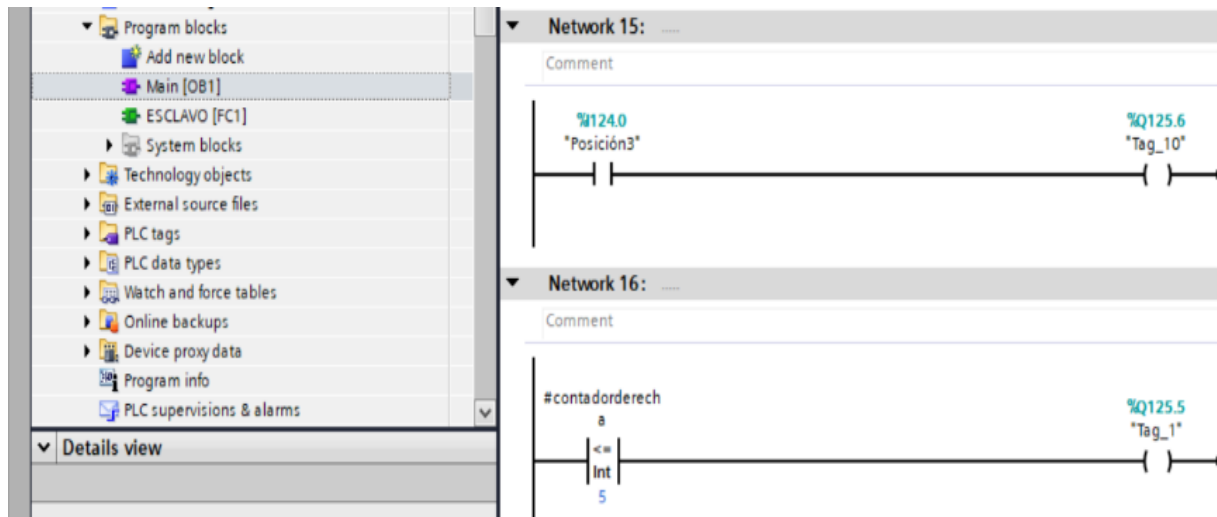 Program blocks
Add new block
Main [OB1]
ESCLAVO [FC1]
System blocks
Technology objects
External source files
PLC tags
PLC data types
Watch and force tables
Online backups
Device proxy data
Program info
PLC supervisions & alarms
Details view
Network 15: .....
Comment
%I124.0
"Posición3"
%Q125.6
"Tag_10"
Network 16: .....
Comment
#contadorderech
a
<=
Int
5
%Q125.5
"Tag_1"